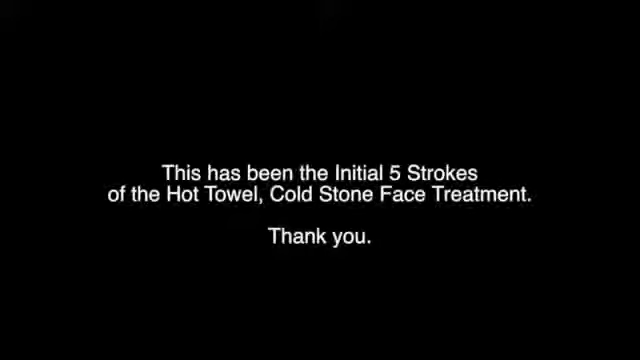 This has been the Initial 5 Strokes
of the Hot Towel, Cold Stone Face Treatment.
Thank you.